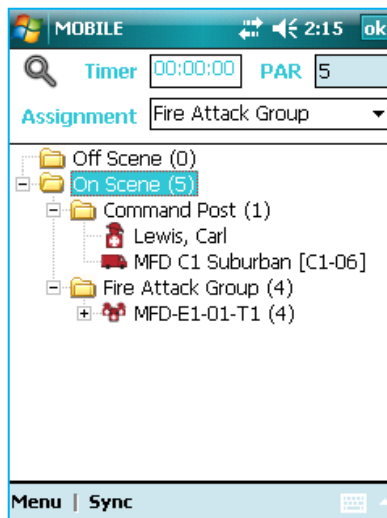 MOBILE 2:15 ok
Timer 00:00:00 PAR 5
Assignment Fire Attack Group
Off Scene (0)
On Scene (5)
Command Post (1)
Lewis, Carl
MFD C1 Suburban [C1-06]
Fire Attack Group (4)
MFD-E1-01-T1 (4)
Menu | Sync